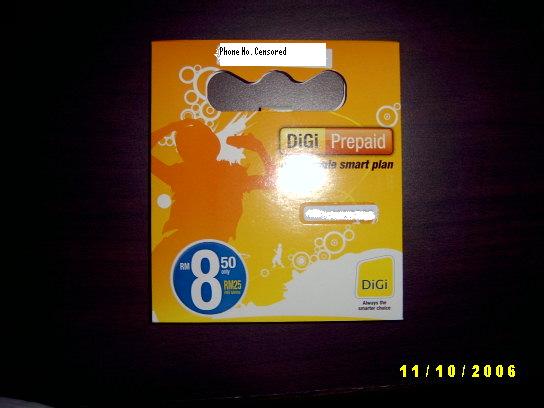 Phone No. Censored
DiGi Prepaid
smart plan
RM 8 50
only
RM25
DiGi
Always the
smarter choice
11/10/2006